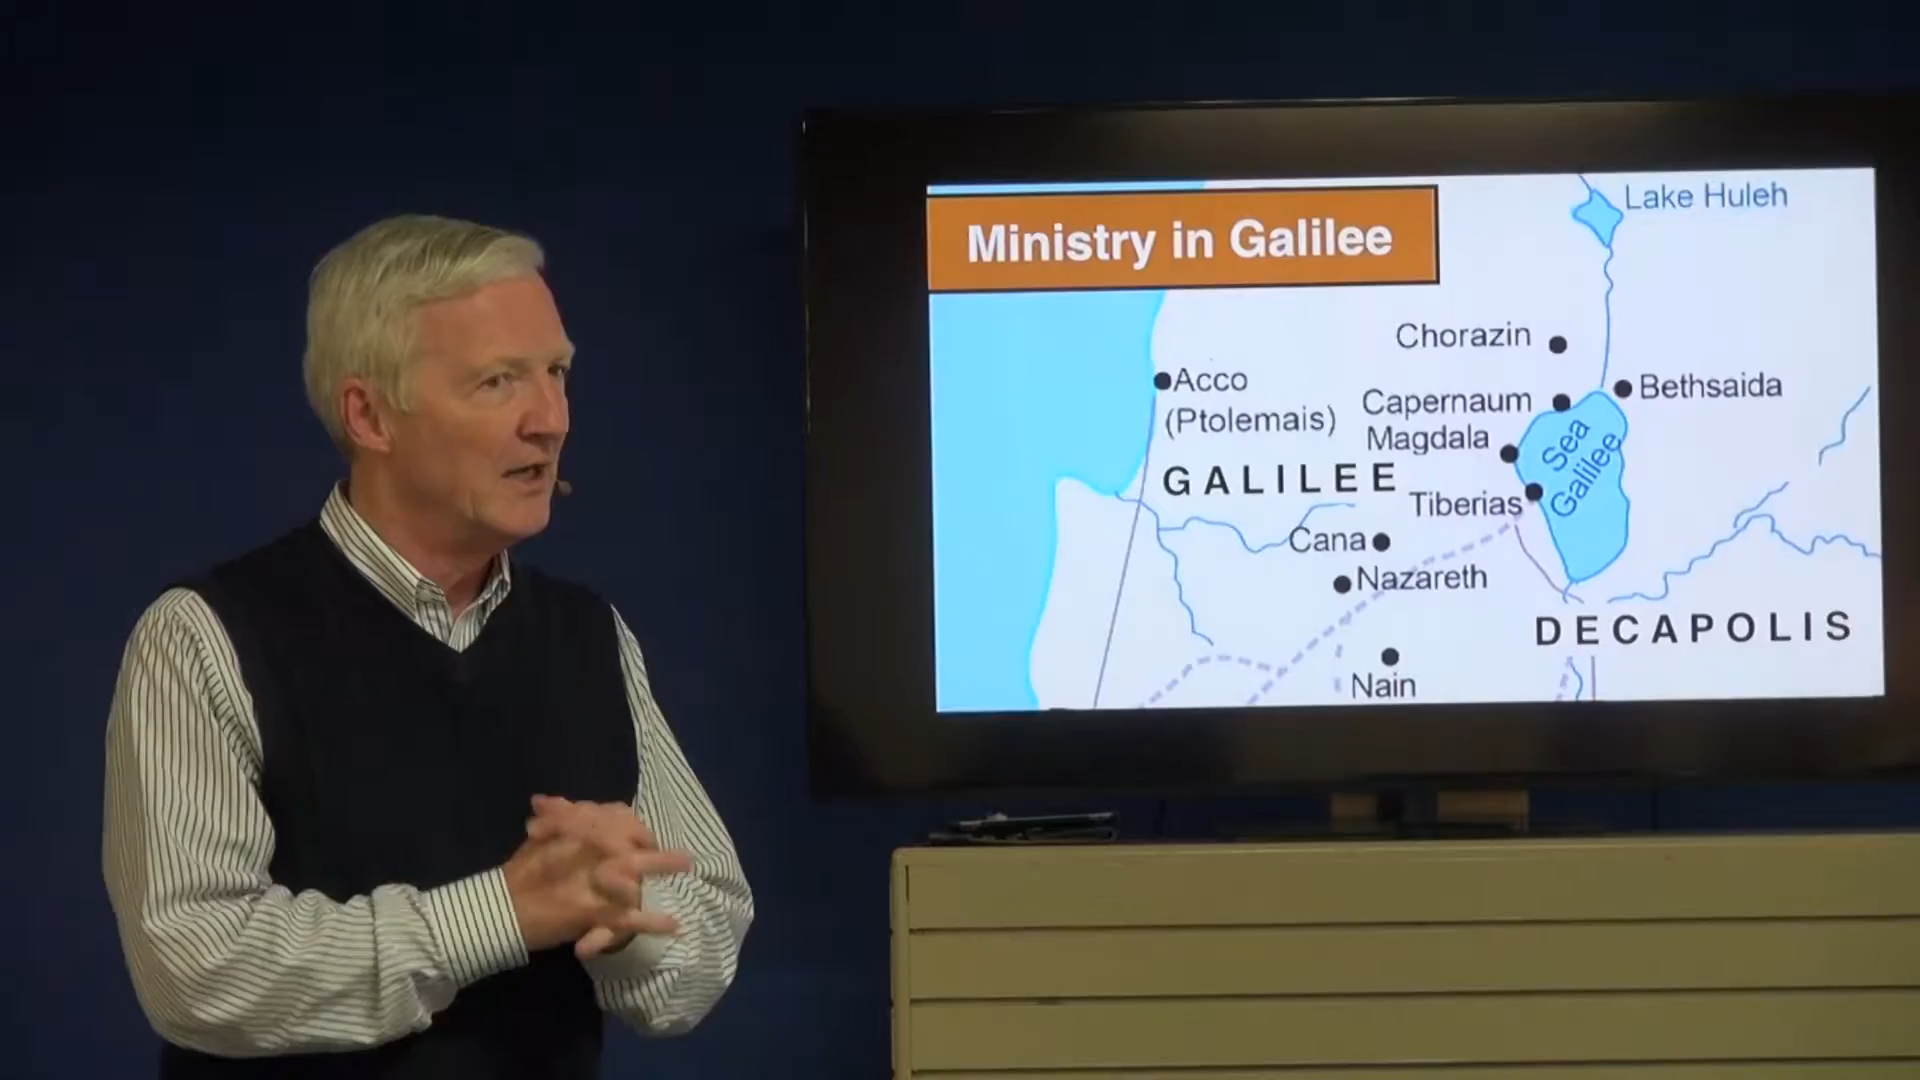 Ministry in Galilee
Lake Huleh
Chorazin
Acco
(Ptolemais)
Capernaum
Bethsaida
Magdala
Sea
Galilee
GALILEE
Tiberias
Cana
Nazareth
DECAPOLIS
Nain